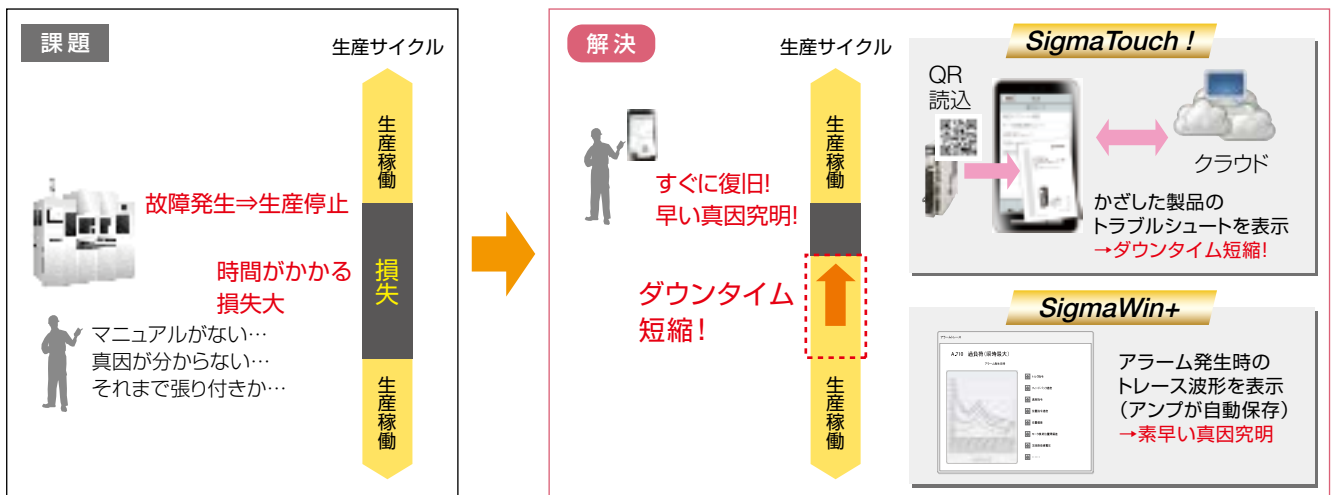 課題
生産サイクル
生産稼働
故障発生⇒生産停止
時間がかかる
損失大
損失
マニュアルがない…
真因が分からない…
それまで張り付きか…
生産稼働
解決
生産サイクル
生産稼働
すぐに復旧!
早い真因究明!
ダウンタイム
短縮!
生産稼働
SigmaTouch !
QR
読込
クラウド
かざした製品の
トラブルシュートを表示
→ダウンタイム短縮!
SigmaWin+
アラーム発生時の
トレース波形を表示
(アンプが自動保存)
→素早い真因究明